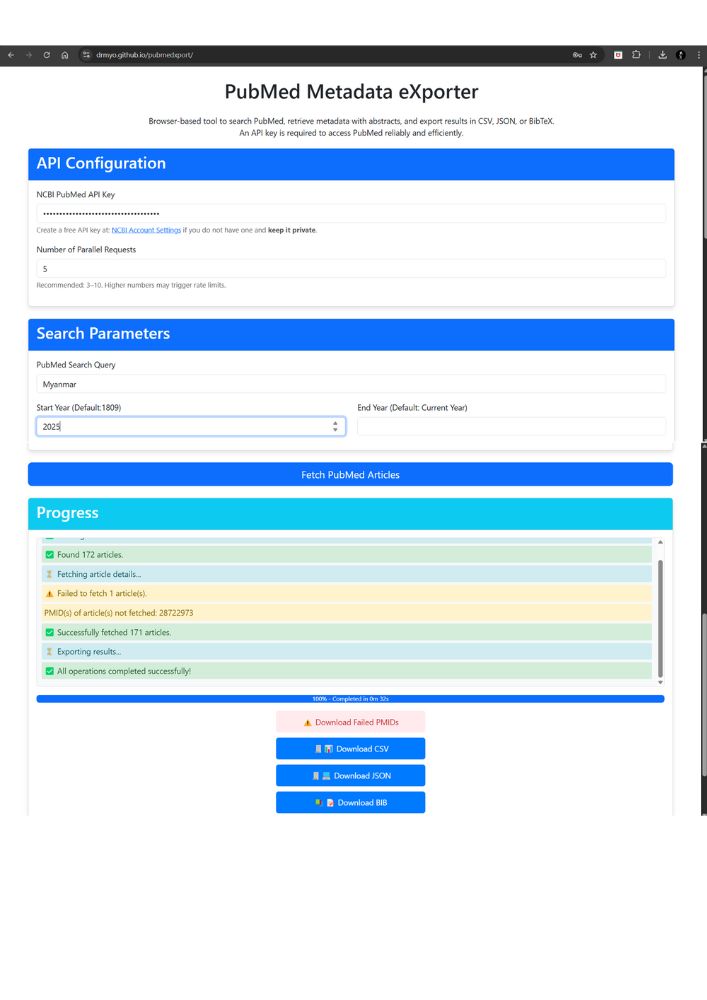 drmyo.github.io/pubmedxport/
PubMed Metadata eXporter
Browser-based tool to search PubMed, retrieve metadata with abstracts, and export results in CSV, JSON, or BibTeX.
An API key is required to access PubMed reliably and efficiently.
API Configuration
NCBI PubMed API Key
••••••••••••••••••••••••••••••••••••
Create a free API key at: NCBI Account Settings if you do not have one and keep it private.
Number of Parallel Requests
5
Recommended: 3–10. Higher numbers may trigger rate limits.
Search Parameters
PubMed Search Query
Myanmar
Start Year (Default:1809) End Year (Default: Current Year)
2025
Fetch PubMed Articles
Progress
Found 172 articles.
Fetching article details...
Failed to fetch 1 article(s).
PMID(s) of article(s) not fetched: 28722973
Successfully fetched 171 articles.
Exporting results...
All operations completed successfully!
100% - Completed in 0m 32s
Download Failed PMIDs
Download CSV
Download JSON
Download BIB